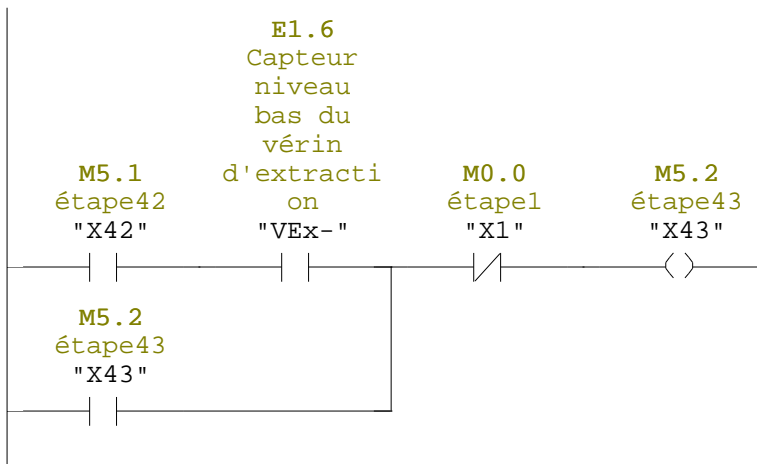 E1.6
Capteur
niveau
bas du
vérin
M5.1 d'extracti M0.0 M5.2
étape42 on étape1 étape43
"X42" "VEx-" "X1" "X43"
M5.2
étape43
"X43"